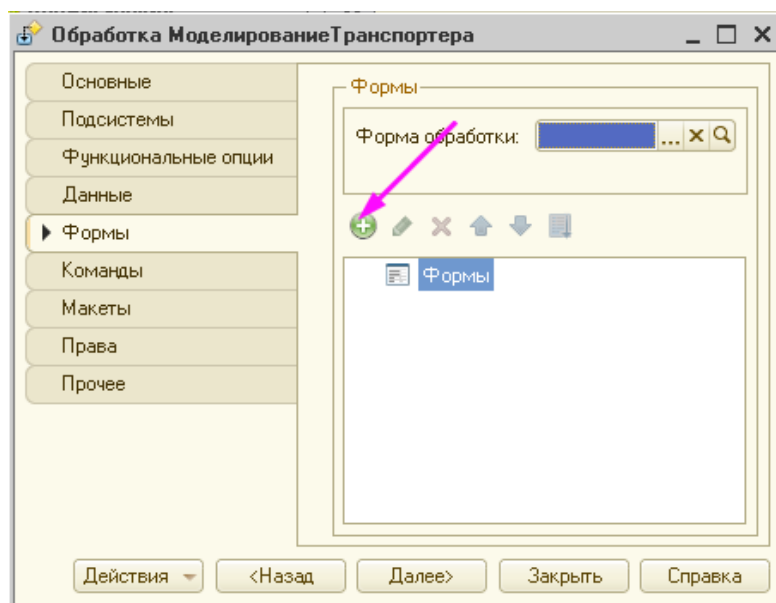 Обработка МоделированиеТранспортера
Основные
Подсистемы
Функциональные опции
Данные
Формы
Команды
Макеты
Права
Прочее
Формы
Форма обработки:
...
Формы
Действия
<Назад
Далее>
Закрыть
Справка